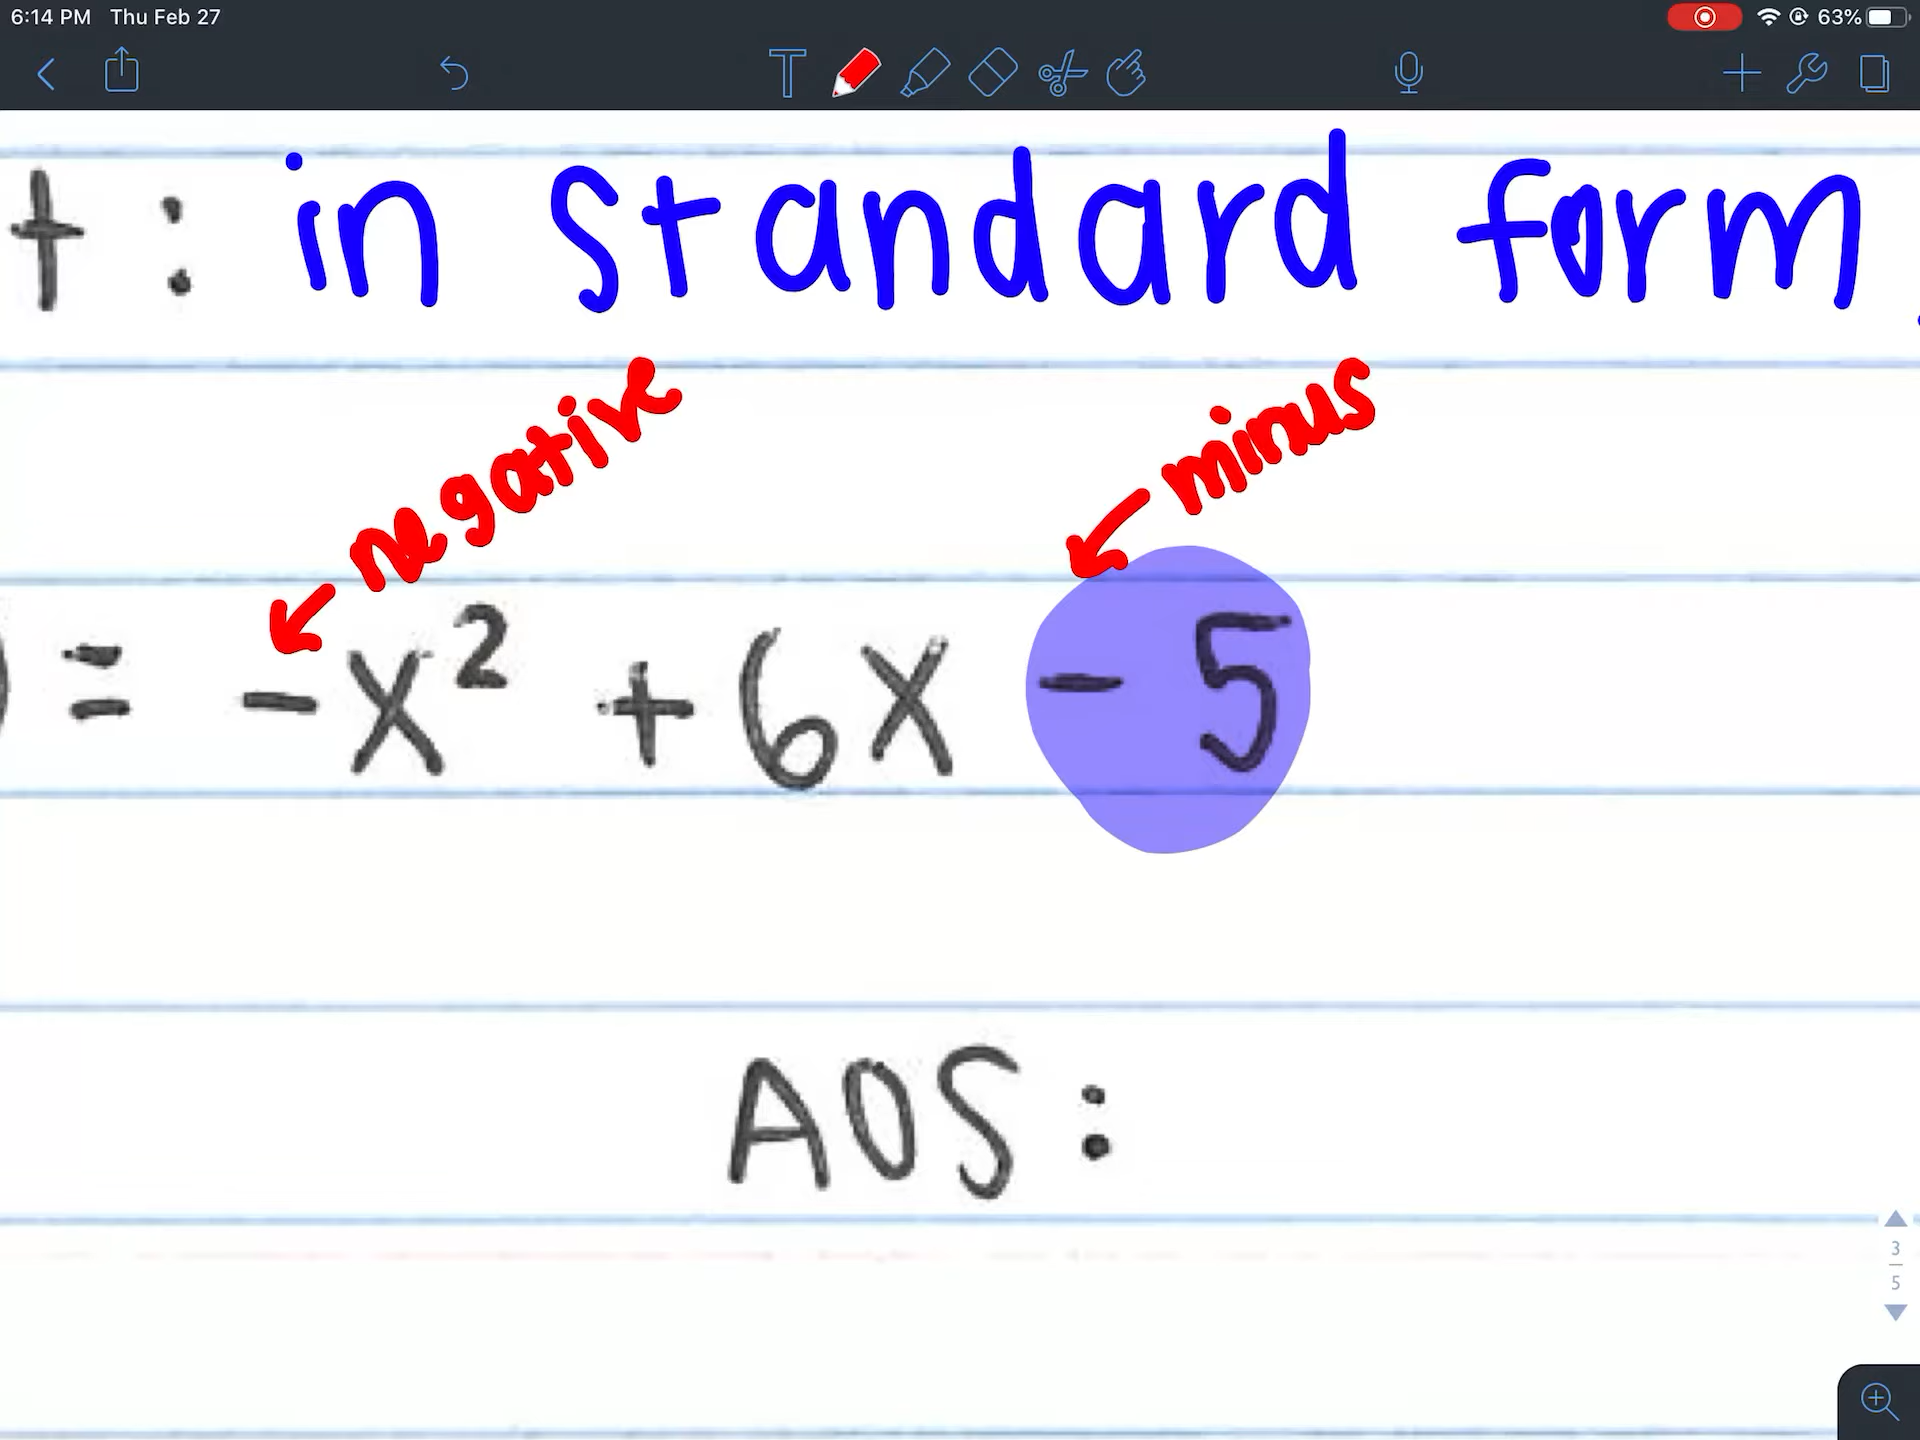 6:14 PM Thu Feb 27 63%
t : in standard form
negative minus
) = -x² + 6x - 5
AOS :
3
5